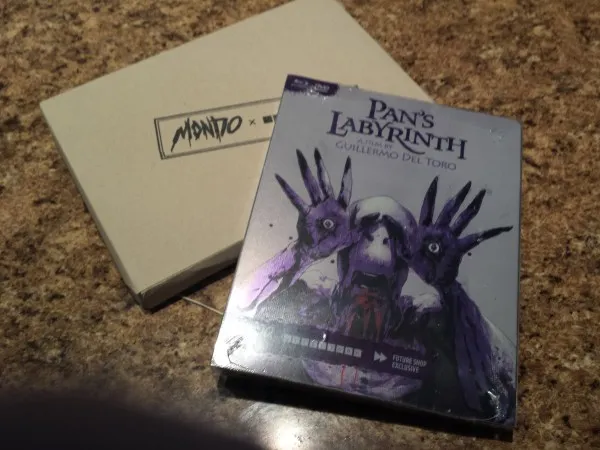 MONDO ×
PAN'S
LABYRINTH
A FILM BY
GUILLERMO DEL TORO
FUTURE SHOP
EXCLUSIVE